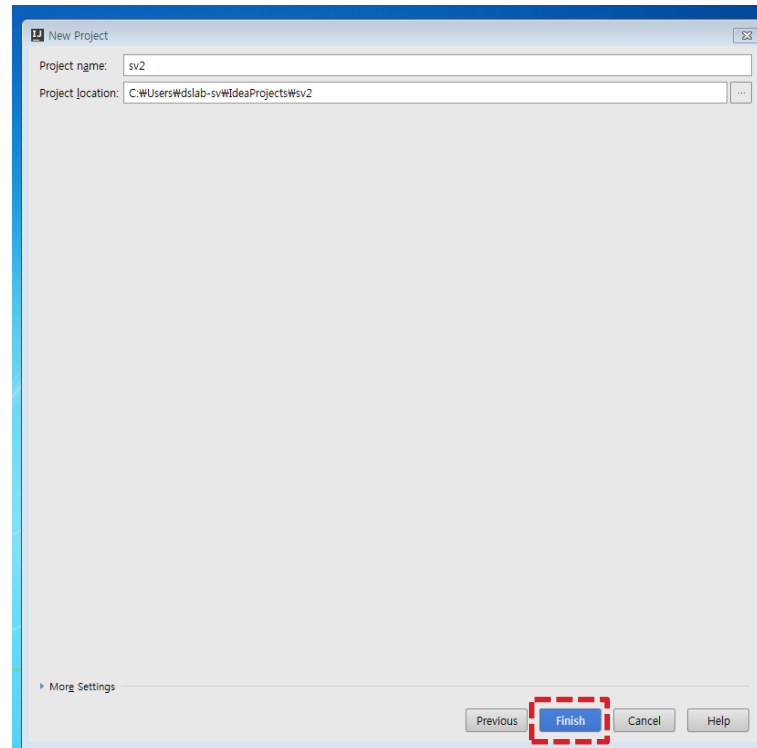 New Project
Project name: sv2
Project location: C:₩Users₩dslab-sv₩IdeaProjects₩sv2 ...
More Settings
Previous Finish Cancel Help